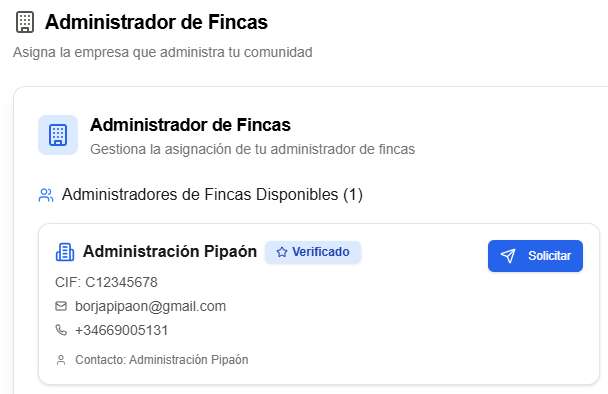 Administrador de Fincas
Asigna la empresa que administra tu comunidad
Administrador de Fincas
Gestiona la asignación de tu administrador de fincas
Administradores de Fincas Disponibles (1)
Administración Pipaón Verificado Solicitar
CIF: C12345678
borjapipaon@gmail.com
+34669005131
Contacto: Administración Pipaón